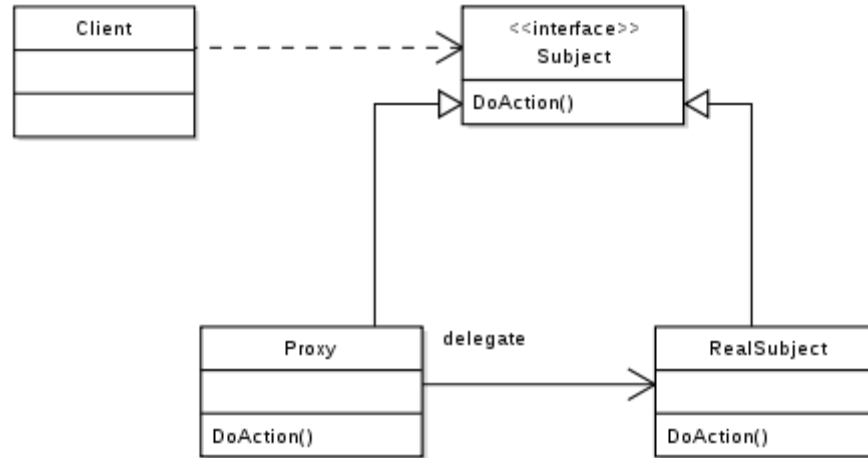 Client
<<interface>>
Subject
DoAction()
Proxy
delegate
RealSubject
DoAction()
DoAction()